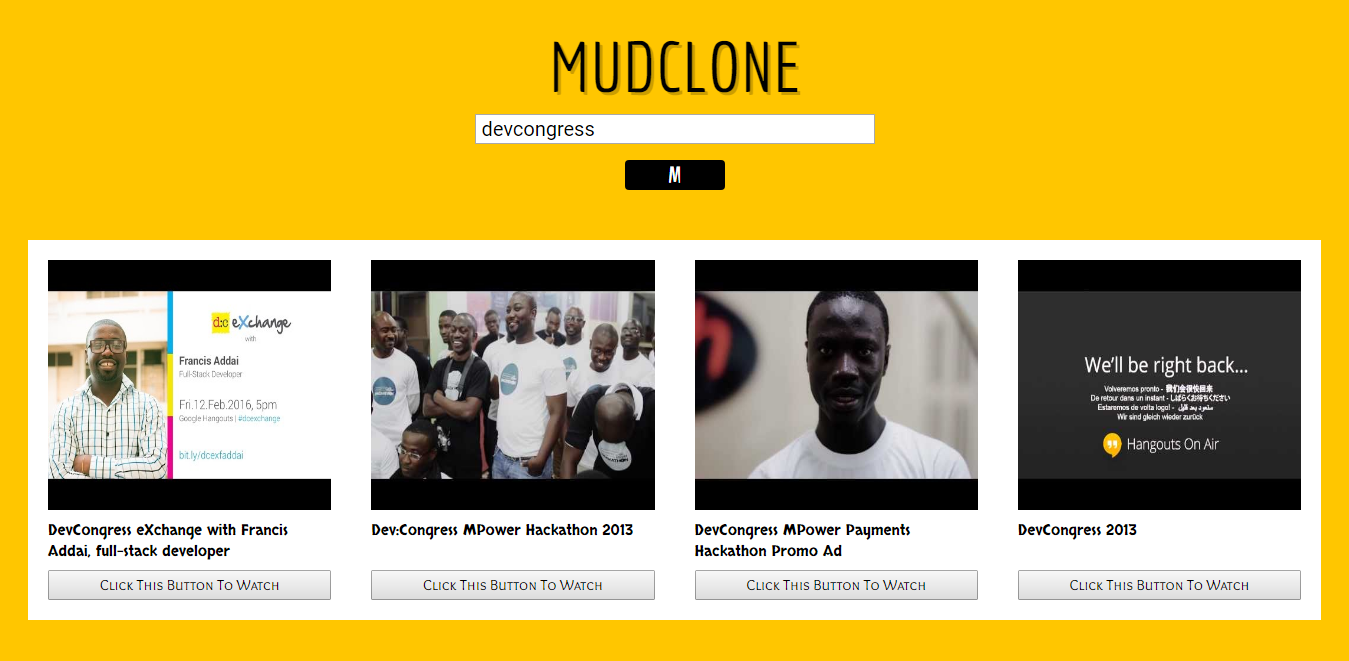 MUDCLONE
devcongress
M
d:c eXchange
with
Francis Addai
Full-Stack Developer
Fri.12.Feb.2016, 5pm
Google Hangouts | #dcexchange
bit.ly/dcexfaddai
We'll be right back...
Volveremos pronto - 我们会很快回来
De retour dans un instant - しばらくお待ちください
Estaremos de volta logo! - سنعود بعد قليل
Wir sind gleich wieder zurück
Hangouts On Air
DevCongress eXchange with Francis
Addai, full-stack developer
Dev:Congress MPower Hackathon 2013
DevCongress MPower Payments
Hackathon Promo Ad
DevCongress 2013
Click This Button To Watch
Click This Button To Watch
Click This Button To Watch
Click This Button To Watch